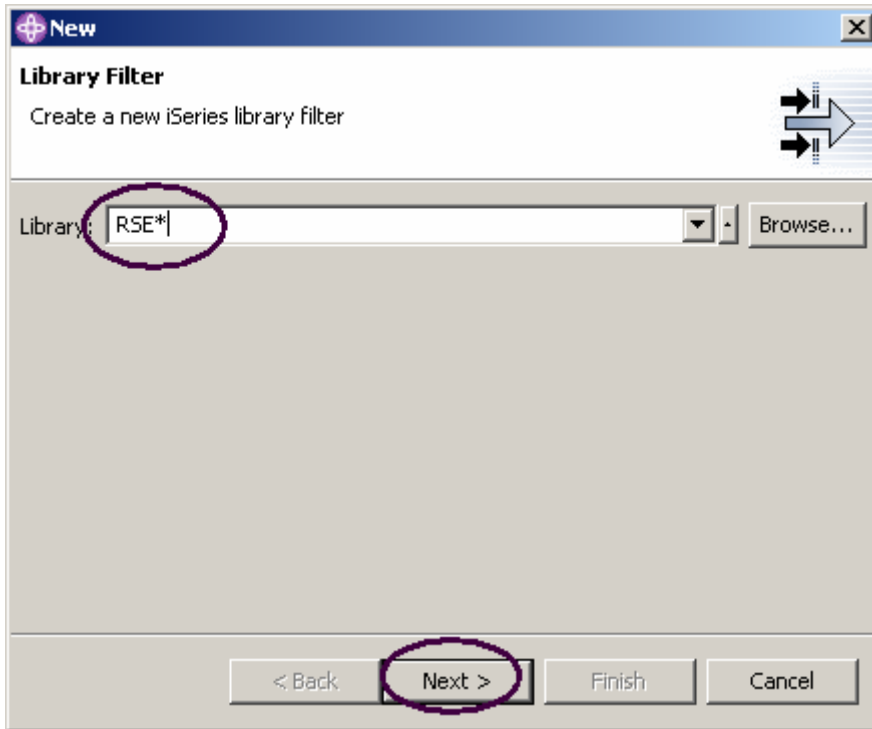 New
Library Filter
Create a new iSeries library filter
Library: RSE* Browse...
< Back Next > Finish Cancel